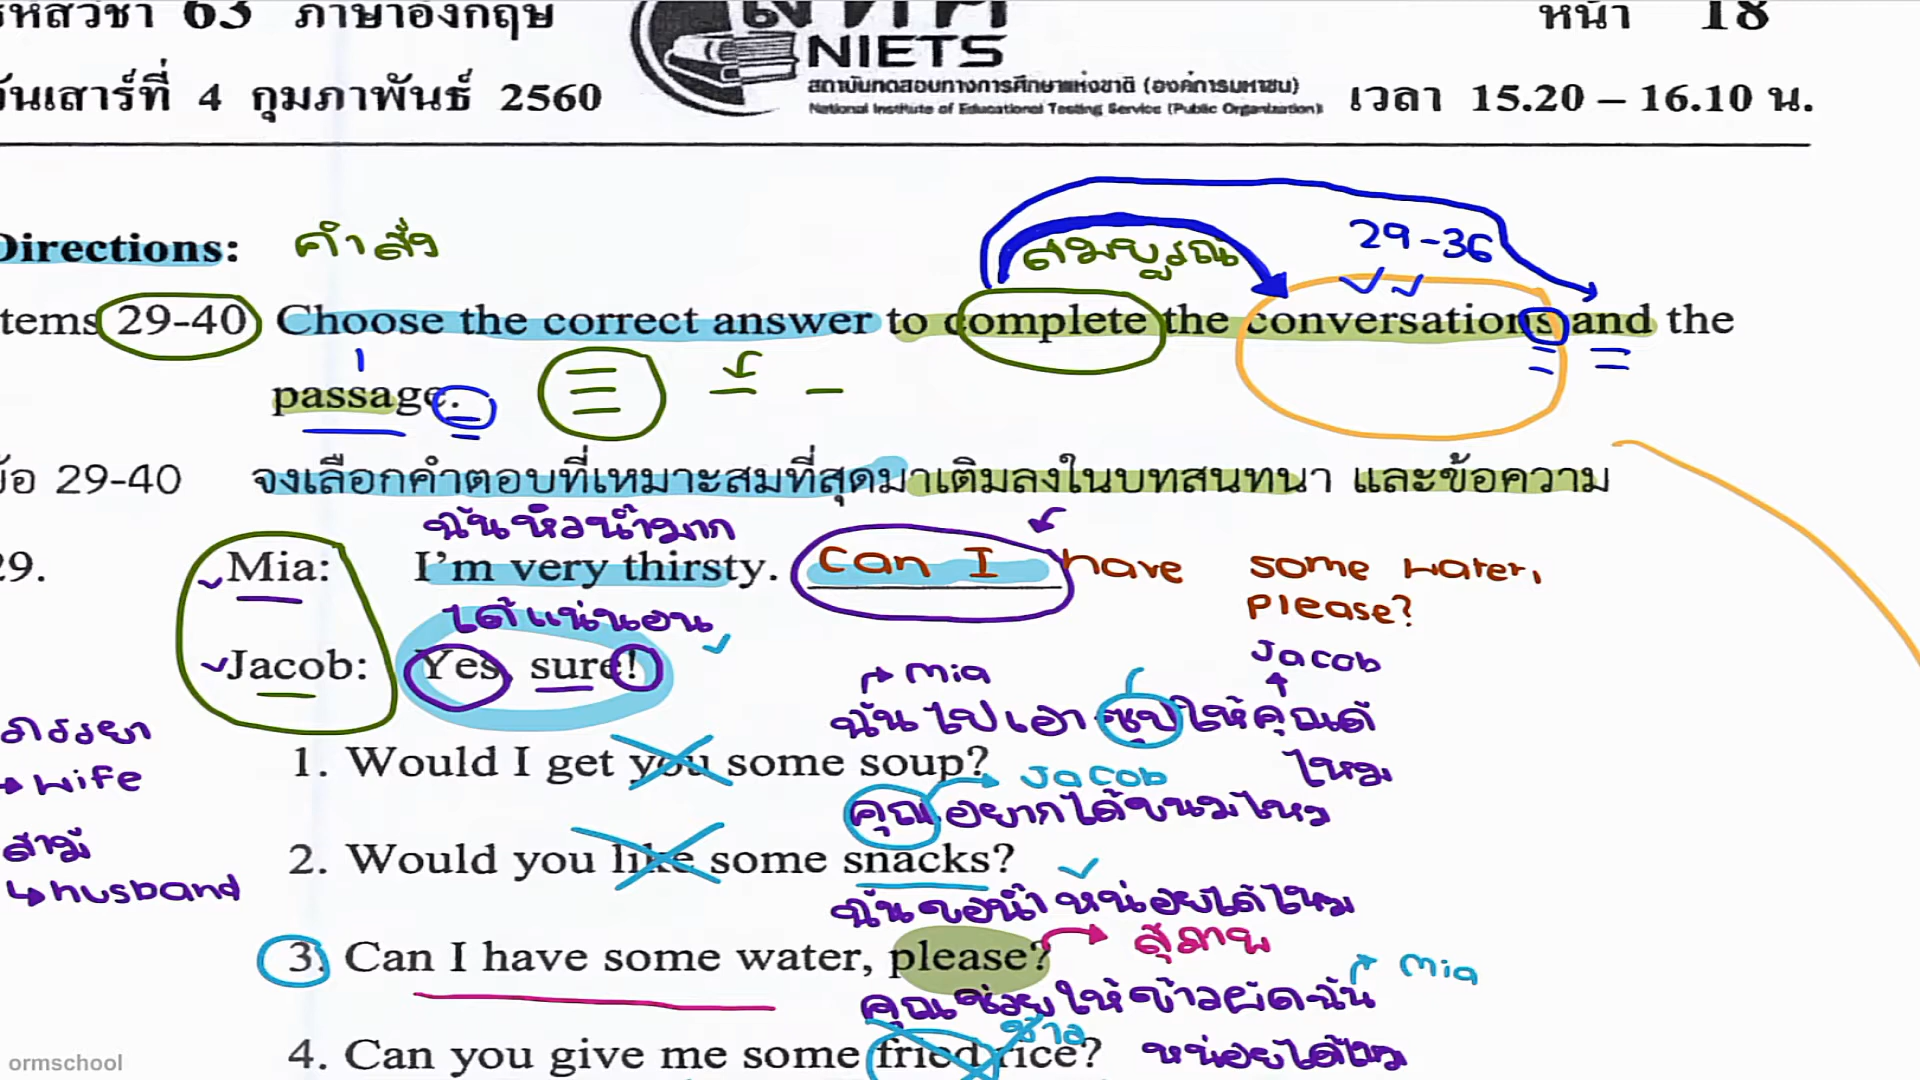 รหัสวิชา 63 ภาษาอังกฤษ
สทศ
NIETS
หน้า 18
วันเสาร์ที่ 4 กุมภาพันธ์ 2560
สถาบันทดสอบทางการศึกษาแห่งชาติ (องค์การมหาชน)
National Institute of Educational Testing Service (Public Organization)
เวลา 15.20 – 16.10 น.
Directions: คำสั่ง
สมบูรณ์
29-36
tems 29-40 Choose the correct answer to complete the conversations and the
passage.
ข้อ 29-40 จงเลือกคำตอบที่เหมาะสมที่สุดมาเติมลงในบทสนทนา และข้อความ
ฉันหิวน้ำมาก
29. Mia: I'm very thirsty. can I have some water,
please?
ได้แน่นอน
Jacob: Yes, sure!
Mia
Jacob
ฉันไปเอาซุปให้คุณดี
ไหม
ภรรยา
→ wife
สามี
↳ husband
1. Would I get you some soup?
Jacob
คุณอยากได้ขนมไหม
2. Would you like some snacks?
ฉันขอน้ำหน่อยได้ไหม
3. Can I have some water, please?
สุภาพ
Mia
คุณช่วยให้ข้าวผัดฉัน
ข้าว
4. Can you give me some fried rice? หน่อยได้ไหม
ormschool